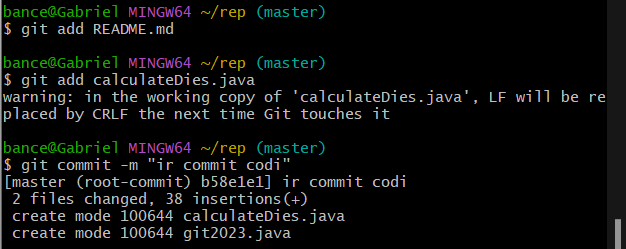 bance@Gabriel MINGW64 ~/rep (master)
$ git add README.md
bance@Gabriel MINGW64 ~/rep (master)
$ git add calculateDies.java
warning: in the working copy of 'calculateDies.java', LF will be re
placed by CRLF the next time Git touches it
bance@Gabriel MINGW64 ~/rep (master)
$ git commit -m "ir commit codi"
[master (root-commit) b58e1e1] ir commit codi
 2 files changed, 38 insertions(+)
 create mode 100644 calculateDies.java
 create mode 100644 git2023.java